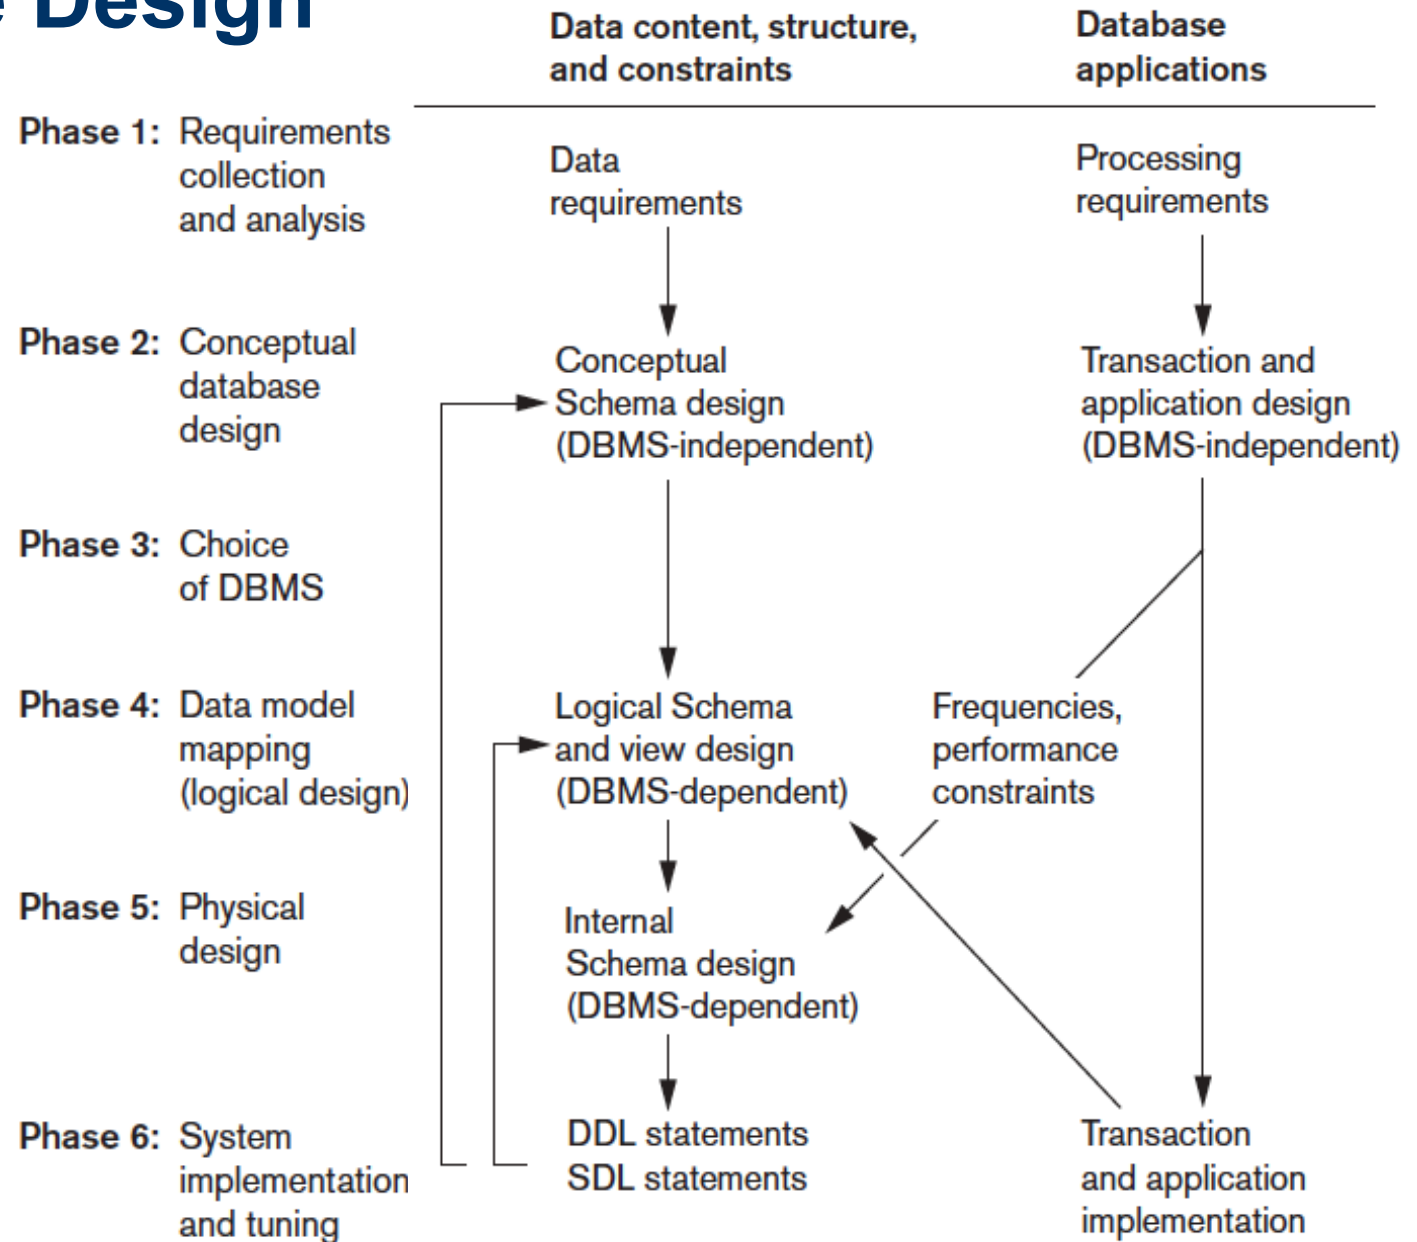 e Design
Data content, structure,
and constraints
Database
applications
Phase 1: Requirements
collection
and analysis
Data
requirements
Processing
requirements
Phase 2: Conceptual
database
design
Conceptual
Schema design
(DBMS-independent)
Transaction and
application design
(DBMS-independent)
Phase 3: Choice
of DBMS
Phase 4: Data model
mapping
(logical design)
Logical Schema
and view design
(DBMS-dependent)
Frequencies,
performance
constraints
Phase 5: Physical
design
Internal
Schema design
(DBMS-dependent)
Phase 6: System
implementation
and tuning
DDL statements
SDL statements
Transaction
and application
implementation